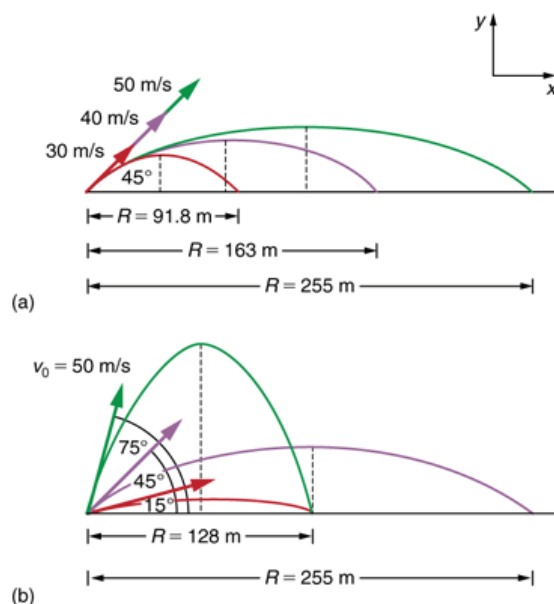 y
x
50 m/s
40 m/s
30 m/s
45°
R = 91.8 m
R = 163 m
R = 255 m
(a)
v₀ = 50 m/s
75°
45°
15°
R = 128 m
R = 255 m
(b)